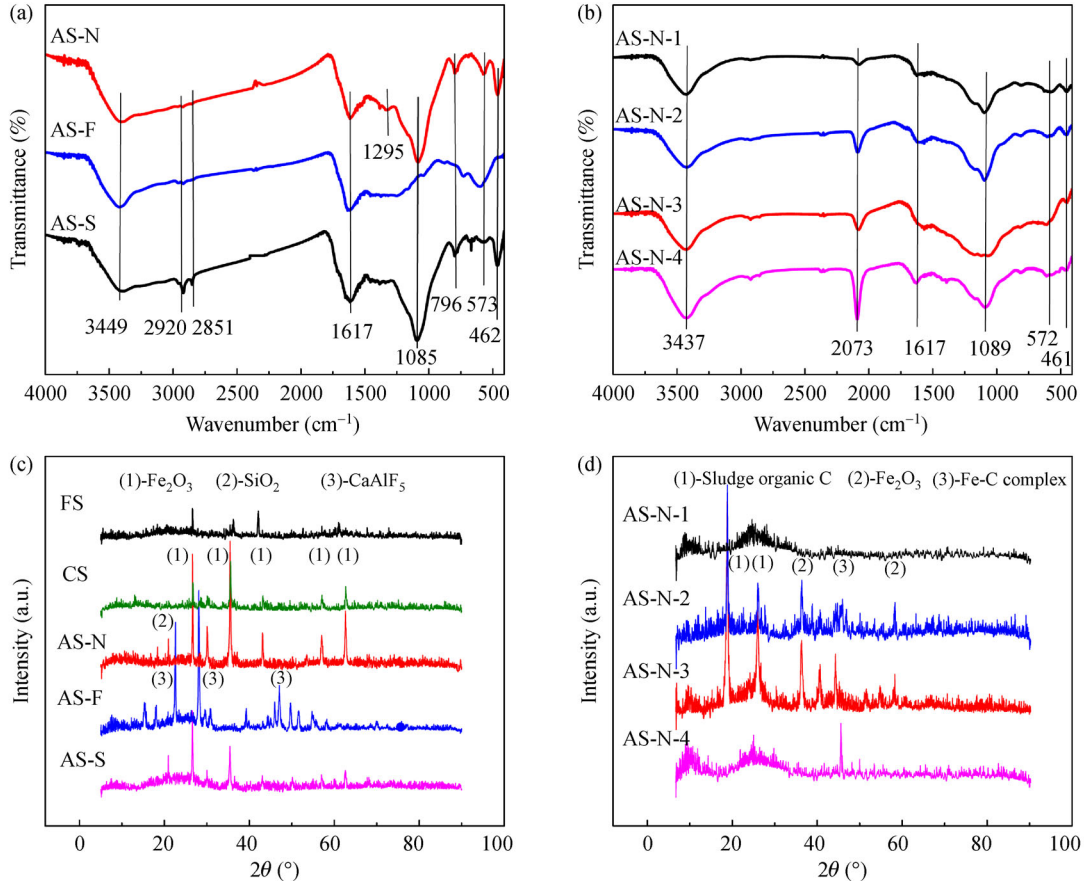 (a)
AS-N
AS-F
AS-S
1295
3449
2920
2851
1617
1085
796
573
462
Transmittance (%)
4000 3500 3000 2500 2000 1500 1000 500
Wavenumber (cm⁻¹)
(b)
AS-N-1
AS-N-2
AS-N-3
AS-N-4
3437
2073
1617
1089
572
461
Transmittance (%)
4000 3500 3000 2500 2000 1500 1000 500
Wavenumber (cm⁻¹)
(c)
(1)-Fe₂O₃ (2)-SiO₂ (3)-CaAlF₅
FS
(1) (1) (1) (1) (1)
CS
(2)
AS-N
(3) (3) (3)
AS-F
AS-S
Intensity (a.u.)
0 20 40 60 80 100
2θ (°)
(d)
(1)-Sludge organic C (2)-Fe₂O₃ (3)-Fe-C complex
AS-N-1
(1) (1) (2) (3) (2)
AS-N-2
AS-N-3
AS-N-4
Intensity (a.u.)
0 20 40 60 80 100
2θ (°)